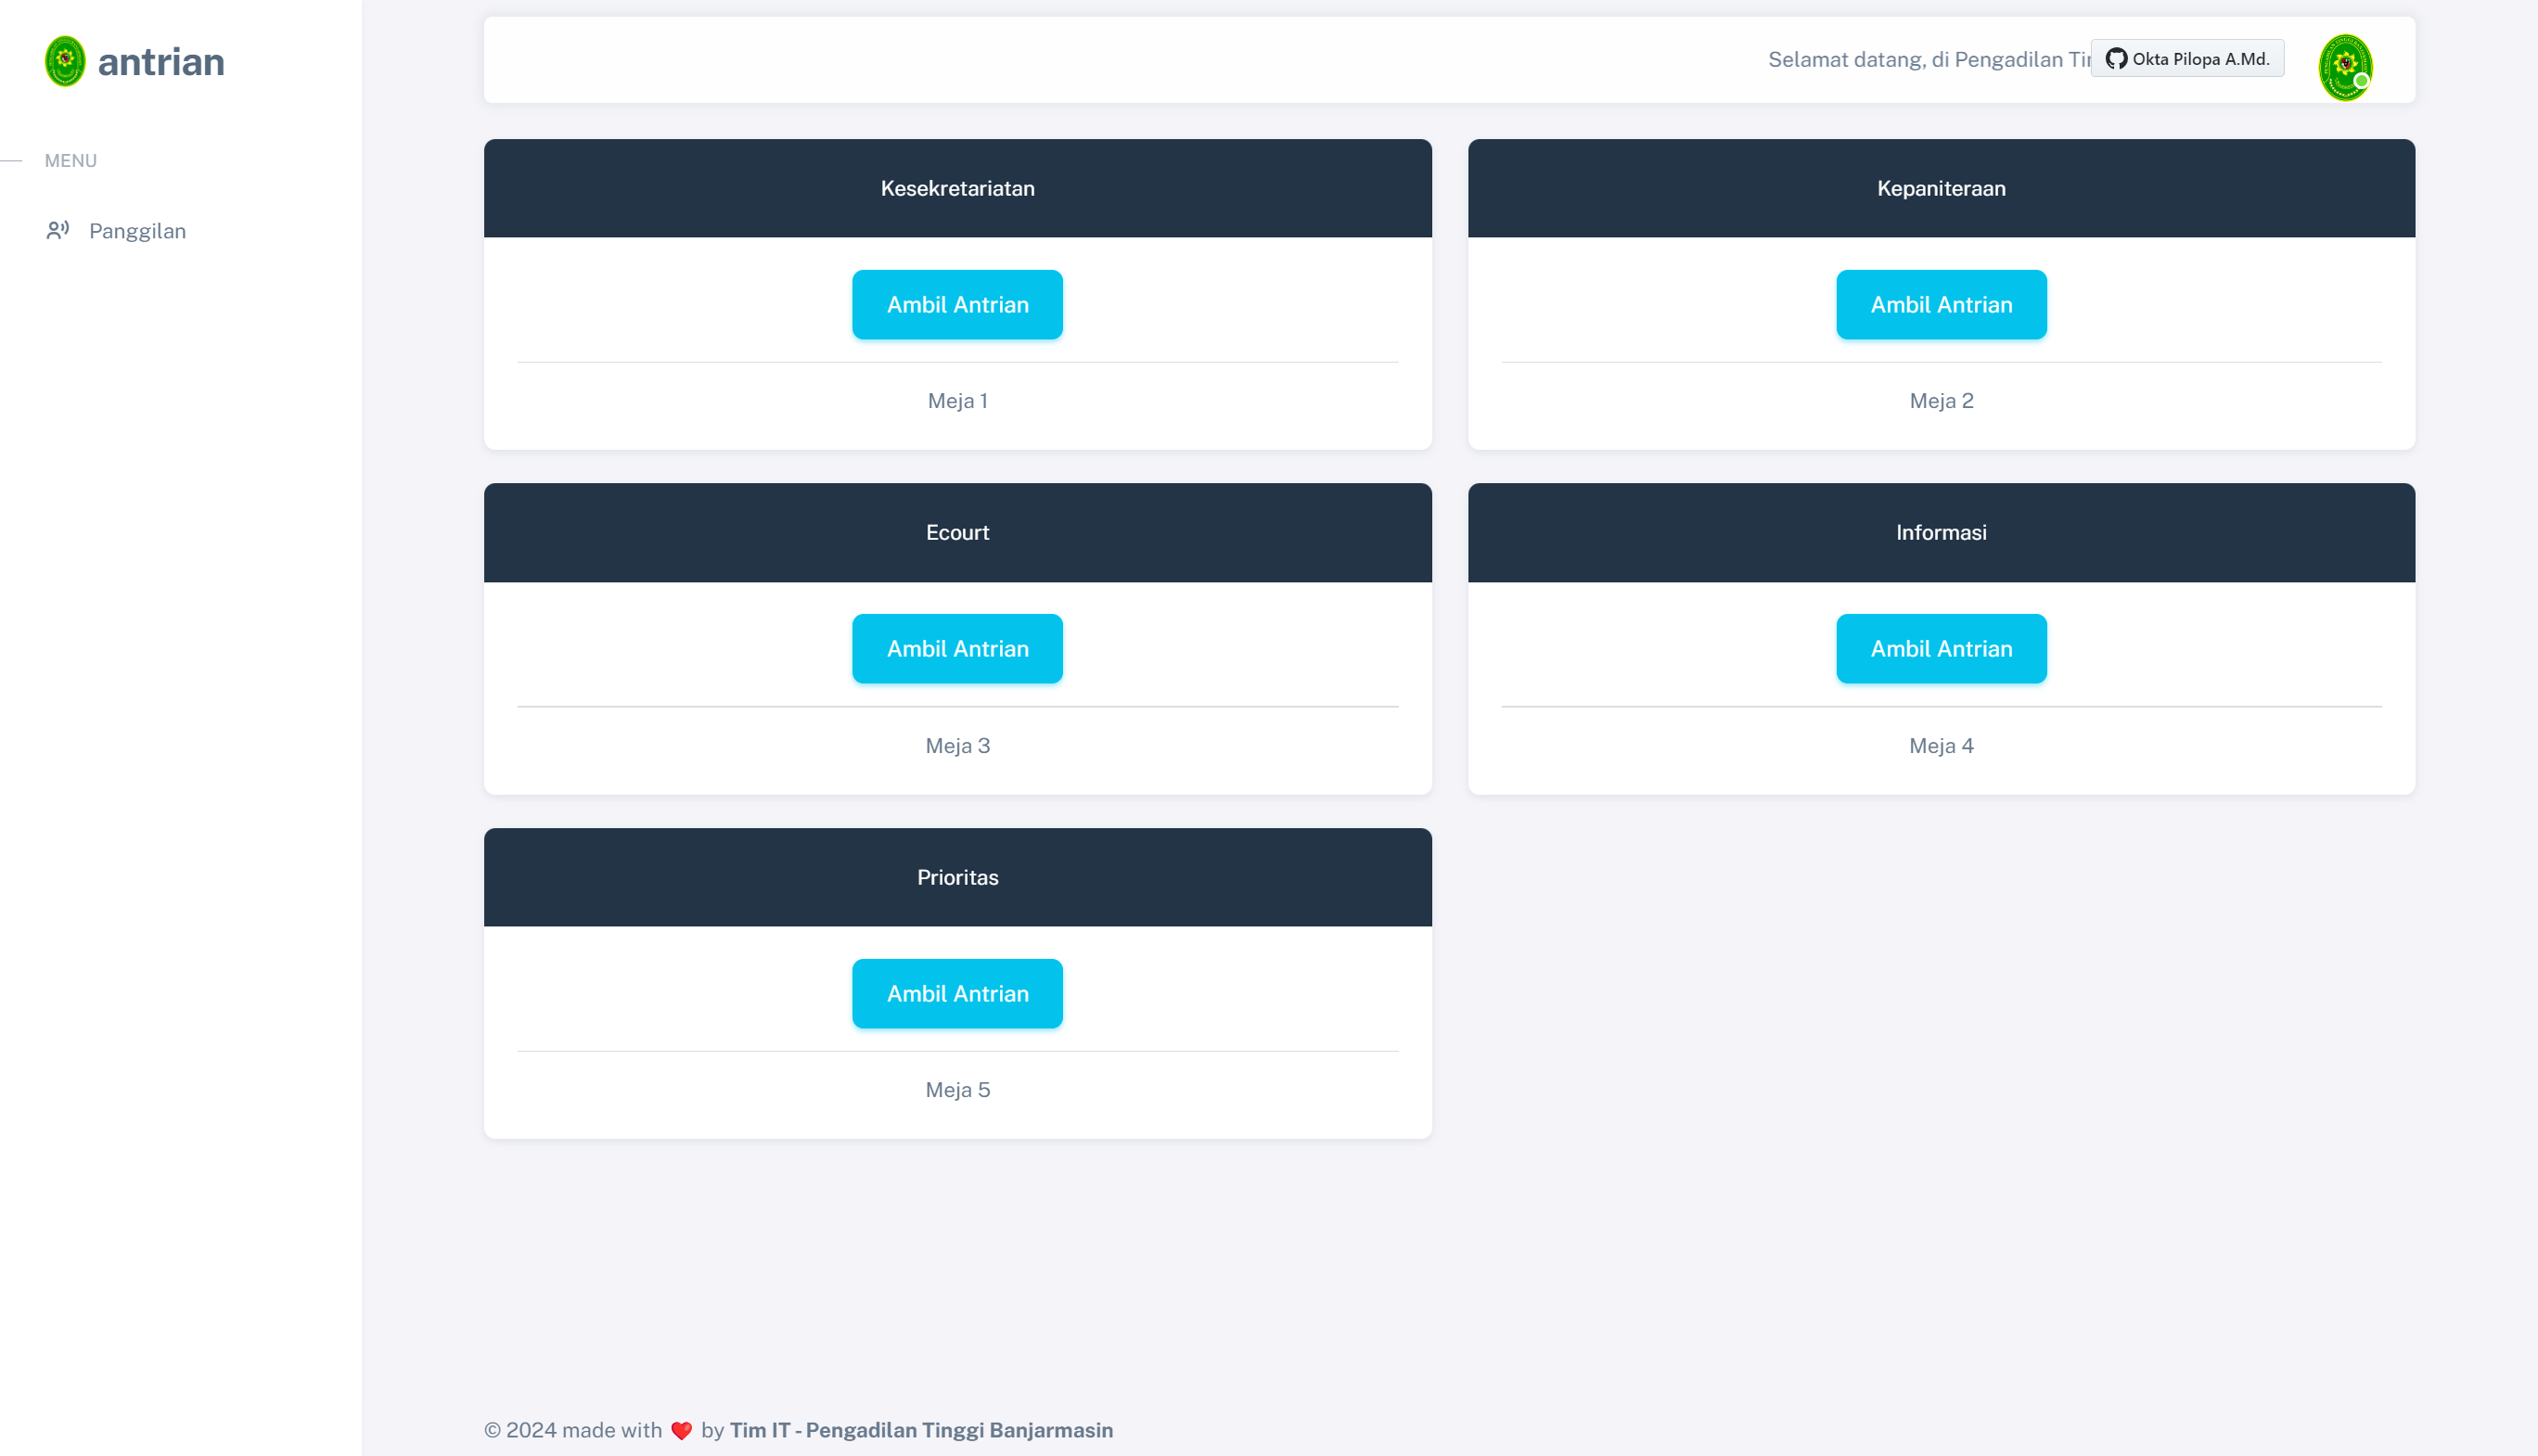 antrian
MENU
Panggilan
Selamat datang, di Pengadilan
Okta Pilopa A.Md.
Kesekretariatan
Ambil Antrian
Meja 1
Kepaniteraan
Ambil Antrian
Meja 2
Ecourt
Ambil Antrian
Meja 3
Informasi
Ambil Antrian
Meja 4
Prioritas
Ambil Antrian
Meja 5
© 2024 made with ❤️ by Tim IT - Pengadilan Tinggi Banjarmasin